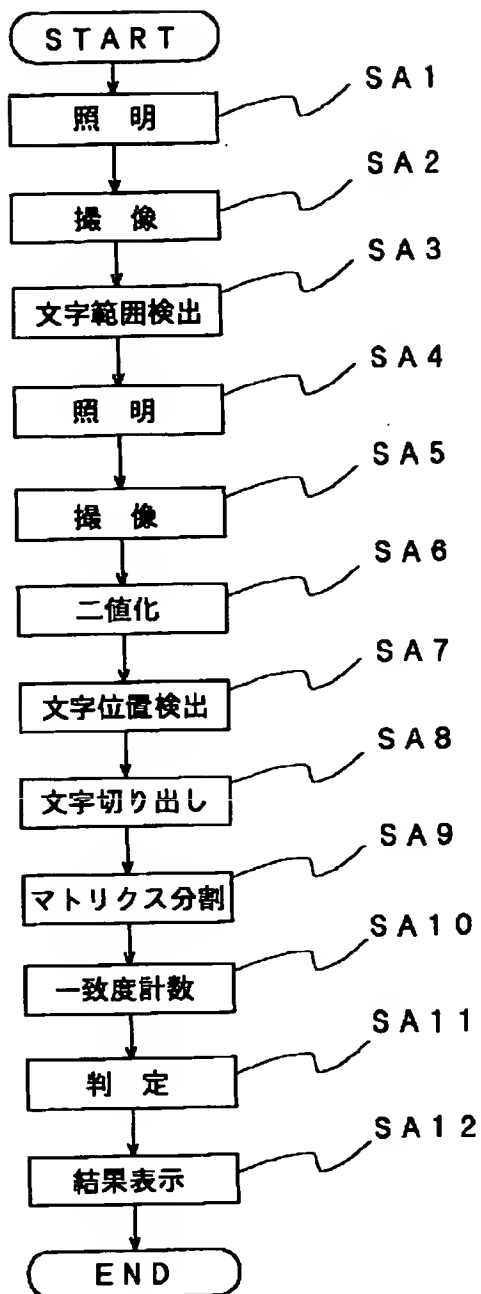 START
SA1
照 明
SA2
撮 像
SA3
文字範囲検出
SA4
照 明
SA5
撮 像
SA6
二値化
SA7
文字位置検出
SA8
文字切り出し
SA9
マトリクス分割
SA10
一致度計数
SA11
判 定
SA12
結果表示
END